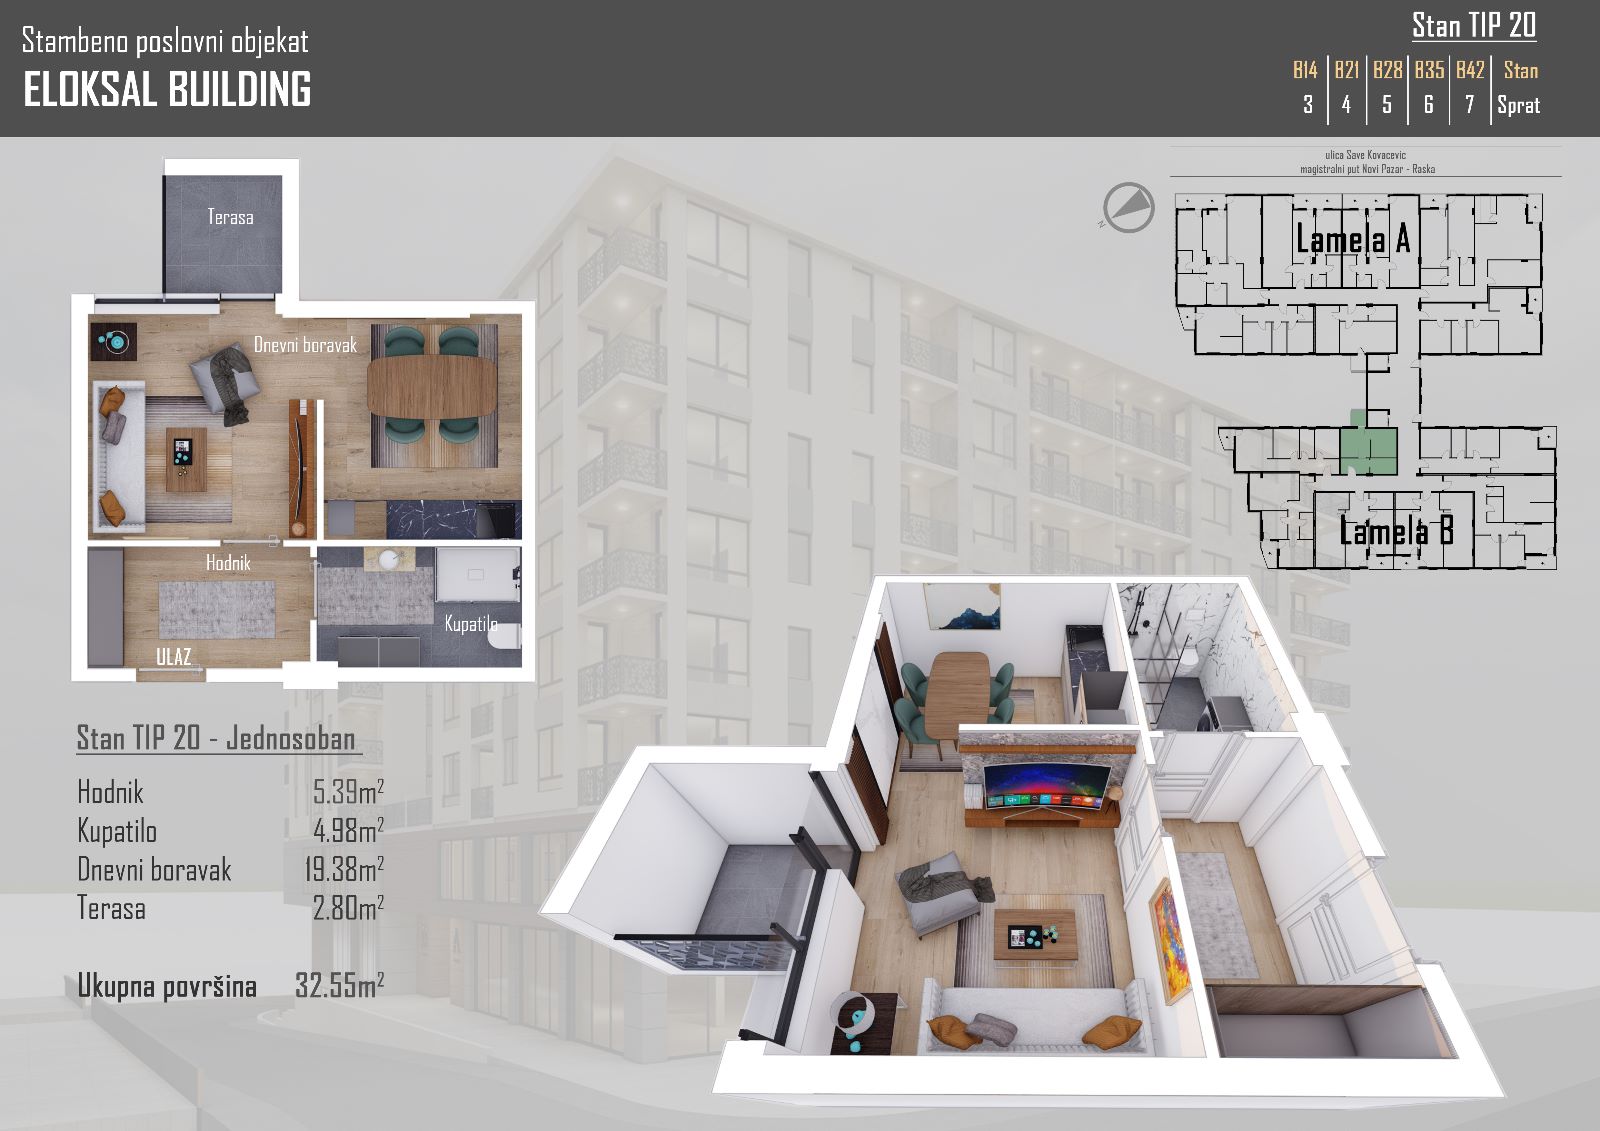 Stambeno poslovni objekat
ELOKSAL BUILDING
Stan TIP 20
B14 B21 B28 B35 B42 Stan
3 4 5 6 7 Sprat
ulica Save Kovacevic
magistralni put Novi Pazar - Raska
N
Lamela A
Lamela B
Terasa
Dnevni boravak
Hodnik
Kupatilo
ULAZ
Stan TIP 20 - Jednosoban
Hodnik 5.39m²
Kupatilo 4.98m²
Dnevni boravak 19.38m²
Terasa 2.80m²
Ukupna površina 32.55m²